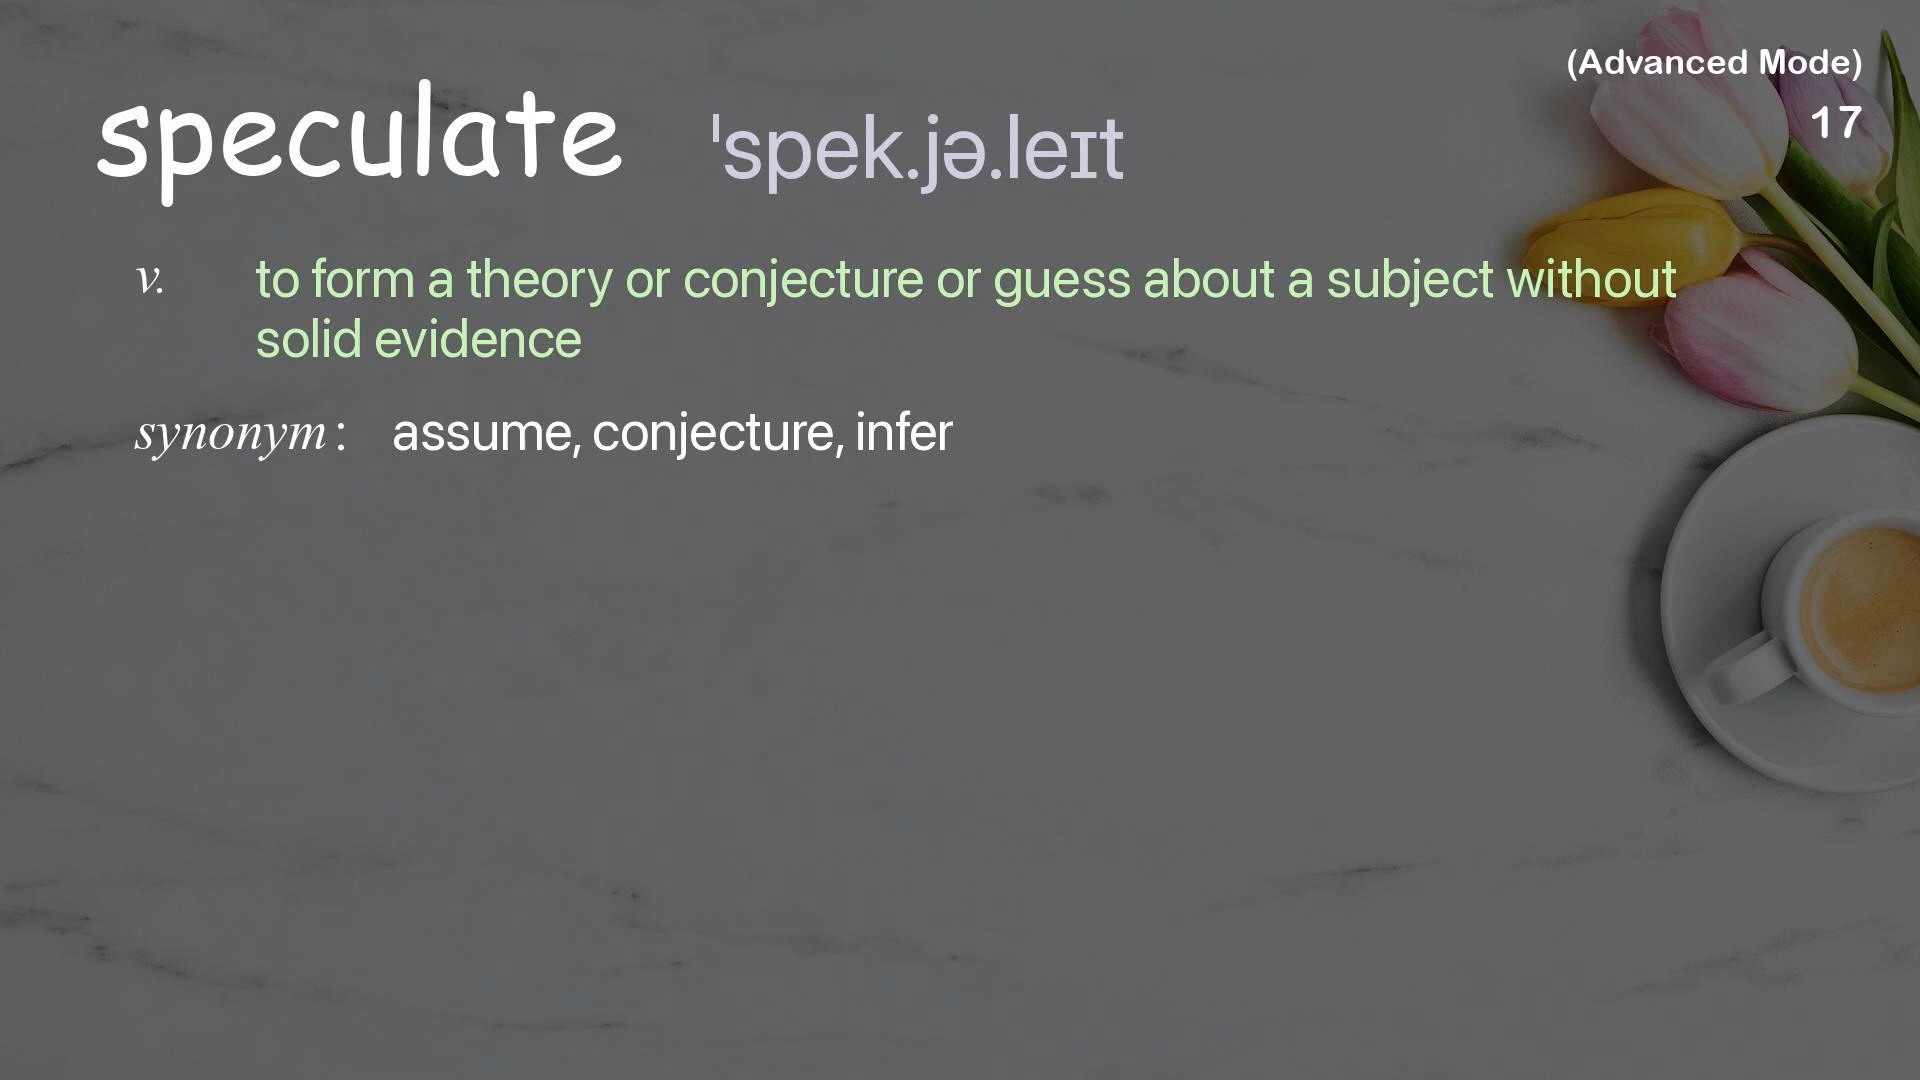 (Advanced Mode)
17
speculate ˈspek.jə.leɪt
v. to form a theory or conjecture or guess about a subject without
solid evidence
synonym: assume, conjecture, infer